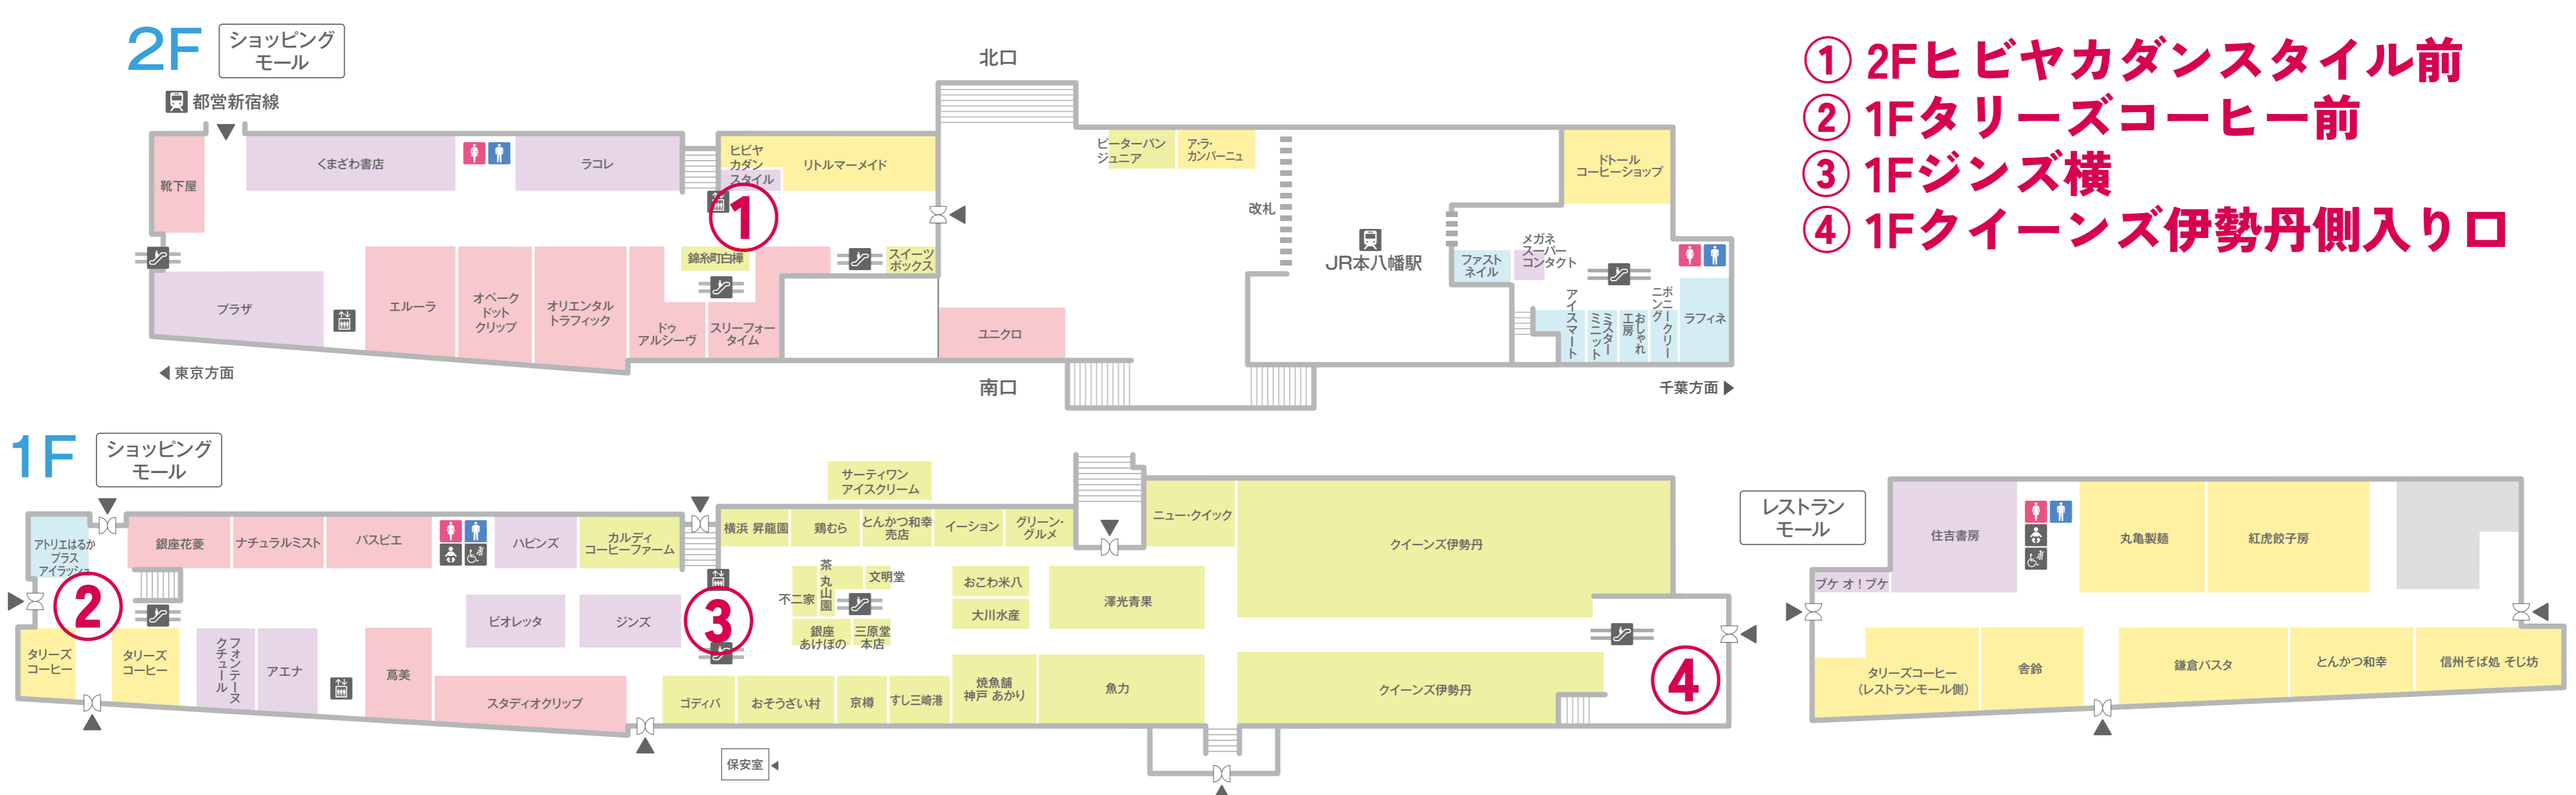 2F
ショッピング
モール
都営新宿線
北口
① 2Fヒビヤカダンスタイル前
② 1Fタリーズコーヒー前
③ 1Fジンズ横
④ 1Fクイーンズ伊勢丹側入り口
靴下屋
くまざわ書店
ラコレ
ヒビヤ
カダン
スタイル
リトルマーメイド
①
ピーターパン
ジュニア
ア・ラ・
カンパーニュ
改札
JR本八幡駅
ドトール
コーヒーショップ
プラザ
エルーラ
オペーク
ドット
クリップ
オリエンタル
トラフィック
錦糸町白樺
ドゥ
アルシーヴ
スリーフォー
タイム
スイーツ
ボックス
ユニクロ
ファスト
ネイル
メガネ
スーパー
コンタクト
アイスマート
ミスター
ミニット
おしゃれ
工房
ポニークリー
ニング
ラフィネ
東京方面
南口
千葉方面
1F
ショッピング
モール
アトリエはるか
プラス
アイラッシュ
銀座花菱
ナチュラルミスト
パスピエ
ハピンズ
カルディ
コーヒーファーム
サーティワン
アイスクリーム
横浜 昇龍園
鶏むら
とんかつ和幸
売店
イーション
グリーン・
グルメ
ニュー・クイック
クイーンズ伊勢丹
②
タリーズ
コーヒー
タリーズ
コーヒー
フォンテーヌ
クチュール
アエナ
蔦美
ビオレッタ
ジンズ
③
スタディオクリップ
不二家
茶 丸山園
文明堂
銀座
あけぼの
三原堂
本店
おこわ米八
大川水産
澤光青果
ゴディバ
おそうざい村
京樽
すし三崎港
焼魚舗
神戸 あかり
魚力
クイーンズ伊勢丹
④
保安室
レストラン
モール
住吉書房
ブケ オ!ブケ
丸亀製麺
紅虎餃子房
タリーズコーヒー
(レストランモール側)
舎鈴
鎌倉パスタ
とんかつ和幸
信州そば処 そじ坊